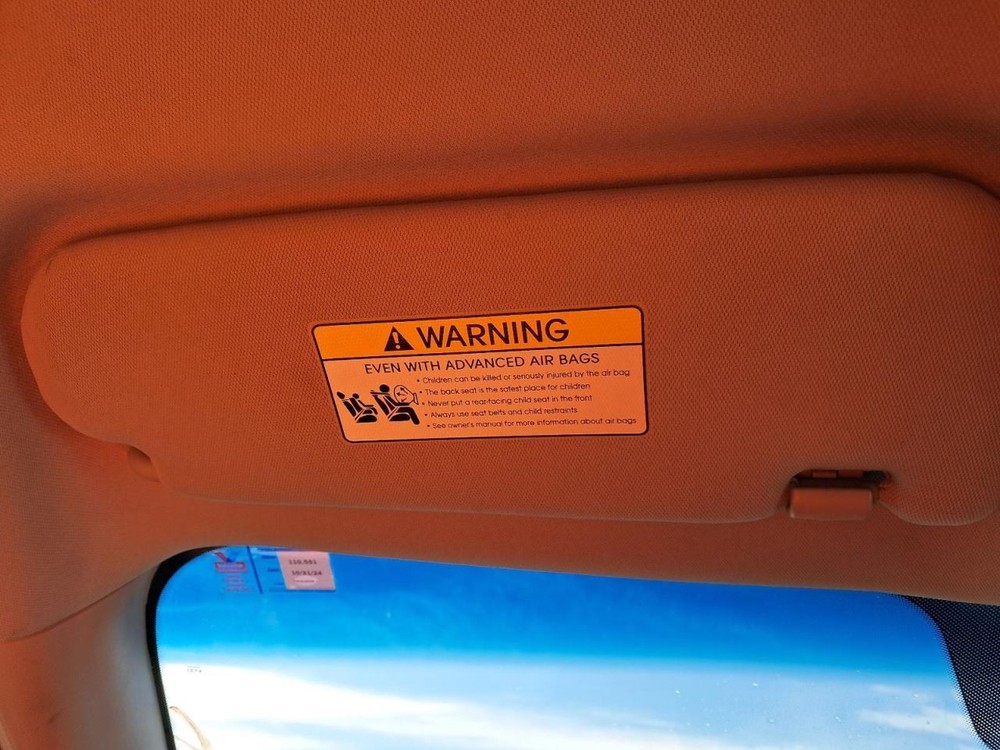 WARNING
EVEN WITH ADVANCED AIR BAGS
• Children can be killed or seriously injured by the air bag
• The back seat is the safest place for children
• Never put a rear-facing child seat in the front
• Always use seat belts and child restraints
• See owner's manual for more information about air bags